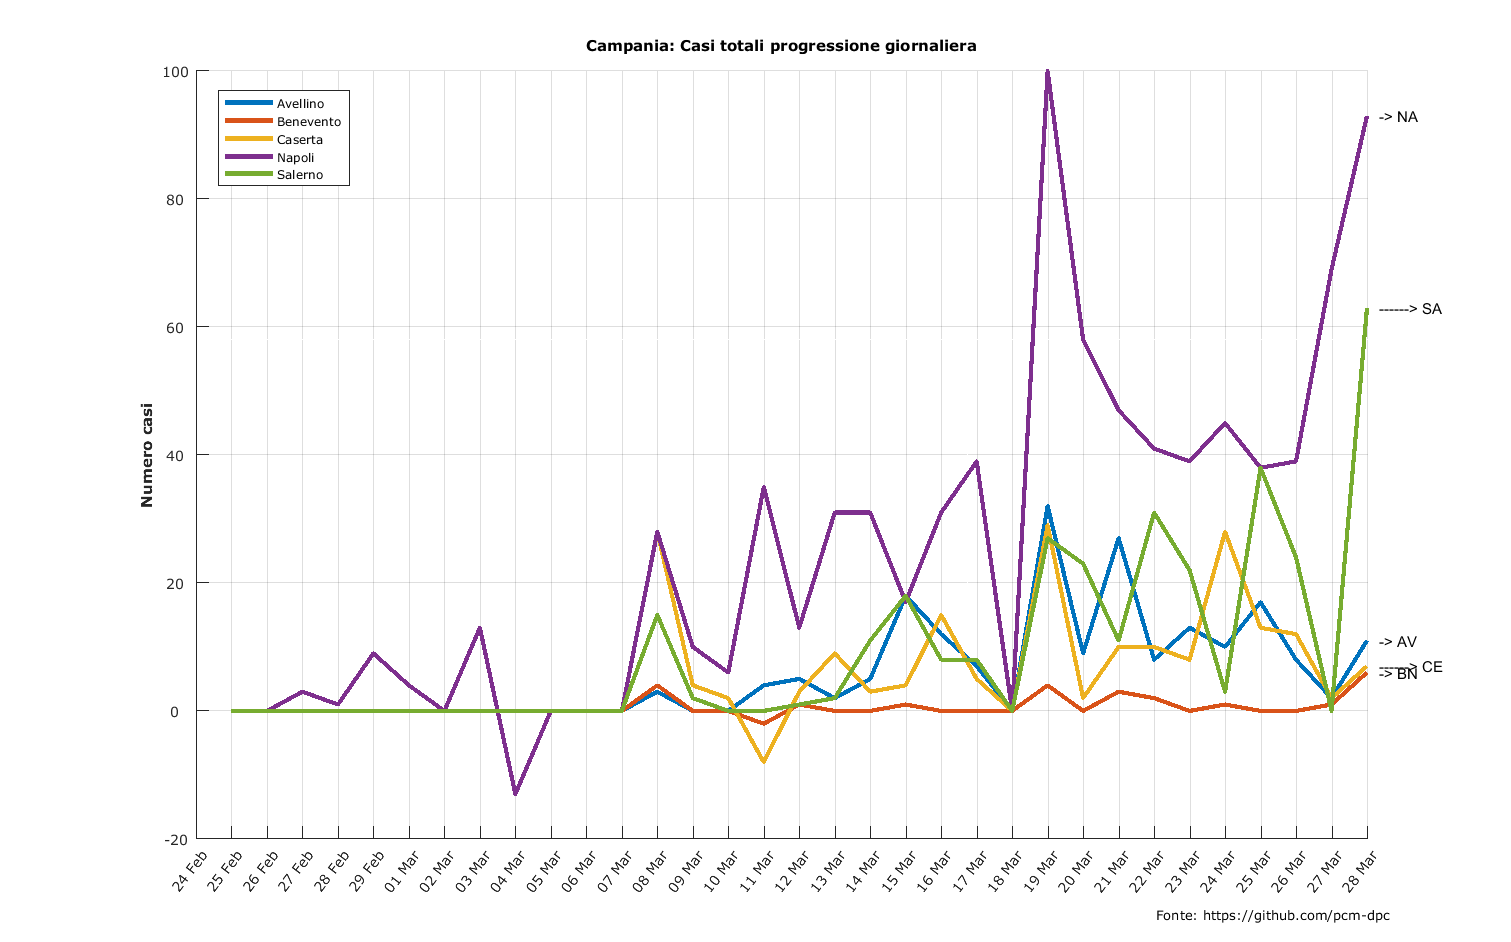 Campania: Casi totali progressione giornaliera
100
80
60
40
20
0
-20
Numero casi
Avellino
Benevento
Caserta
Napoli
Salerno
-> NA
------> SA
-> AV
------> CE
-> BN
24 Feb
25 Feb
26 Feb
27 Feb
28 Feb
29 Feb
01 Mar
02 Mar
03 Mar
04 Mar
05 Mar
06 Mar
07 Mar
08 Mar
09 Mar
10 Mar
11 Mar
12 Mar
13 Mar
14 Mar
15 Mar
16 Mar
17 Mar
18 Mar
19 Mar
20 Mar
21 Mar
22 Mar
23 Mar
24 Mar
25 Mar
26 Mar
27 Mar
28 Mar
Fonte: https://github.com/pcm-dpc